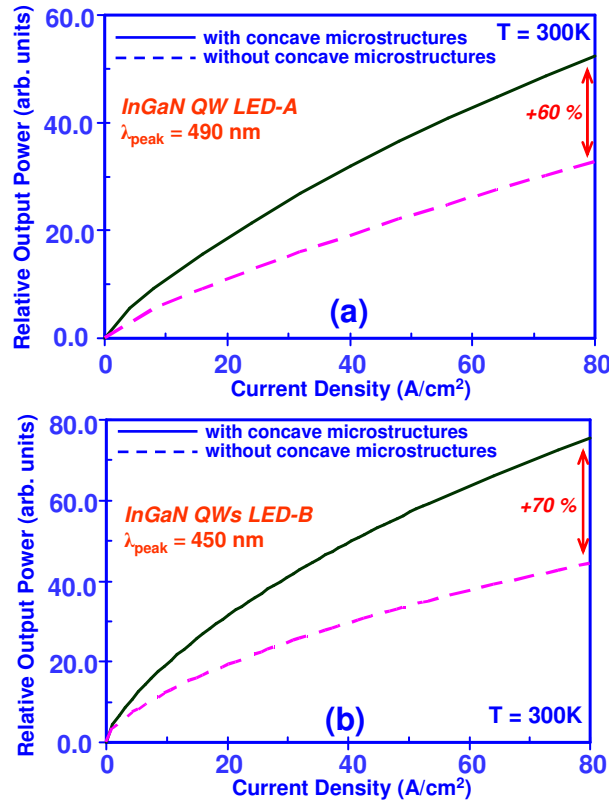 60.0
40.0
20.0
0.0
Relative Output Power (arb. units)
with concave microstructures
without concave microstructures
T = 300K
InGaN QW LED-A
λpeak = 490 nm
+60 %
(a)
0
20
40
60
80
Current Density (A/cm²)
80.0
60.0
40.0
20.0
0.0
Relative Output Power (arb. units)
with concave microstructures
without concave microstructures
InGaN QWs LED-B
λpeak = 450 nm
+70 %
(b)
T = 300K
0
20
40
60
80
Current Density (A/cm²)